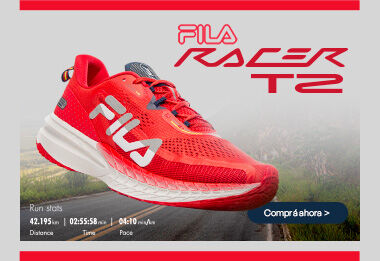 FILA
RACER
T2
FILA
Comprá ahora >
Run stats
42.195 km | 02:55:58 min | 04:10 min/km
Distance Time Pace